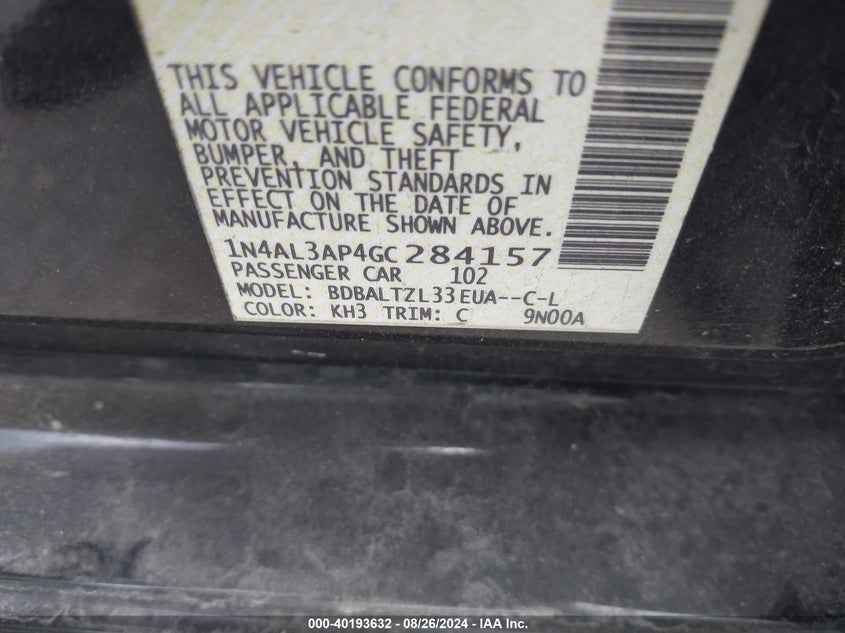 THIS VEHICLE CONFORMS TO
ALL APPLICABLE FEDERAL
MOTOR VEHICLE SAFETY,
BUMPER, AND THEFT
PREVENTION STANDARDS IN
EFFECT ON THE DATE OF
MANUFACTURE SHOWN ABOVE.
1N4AL3AP4GC284157
PASSENGER CAR 102
MODEL: BDBALTZL33EUA--C-L
COLOR: KH3 TRIM: C 9N00A
000-40193632 / 08/26/2024 - IAA Inc.